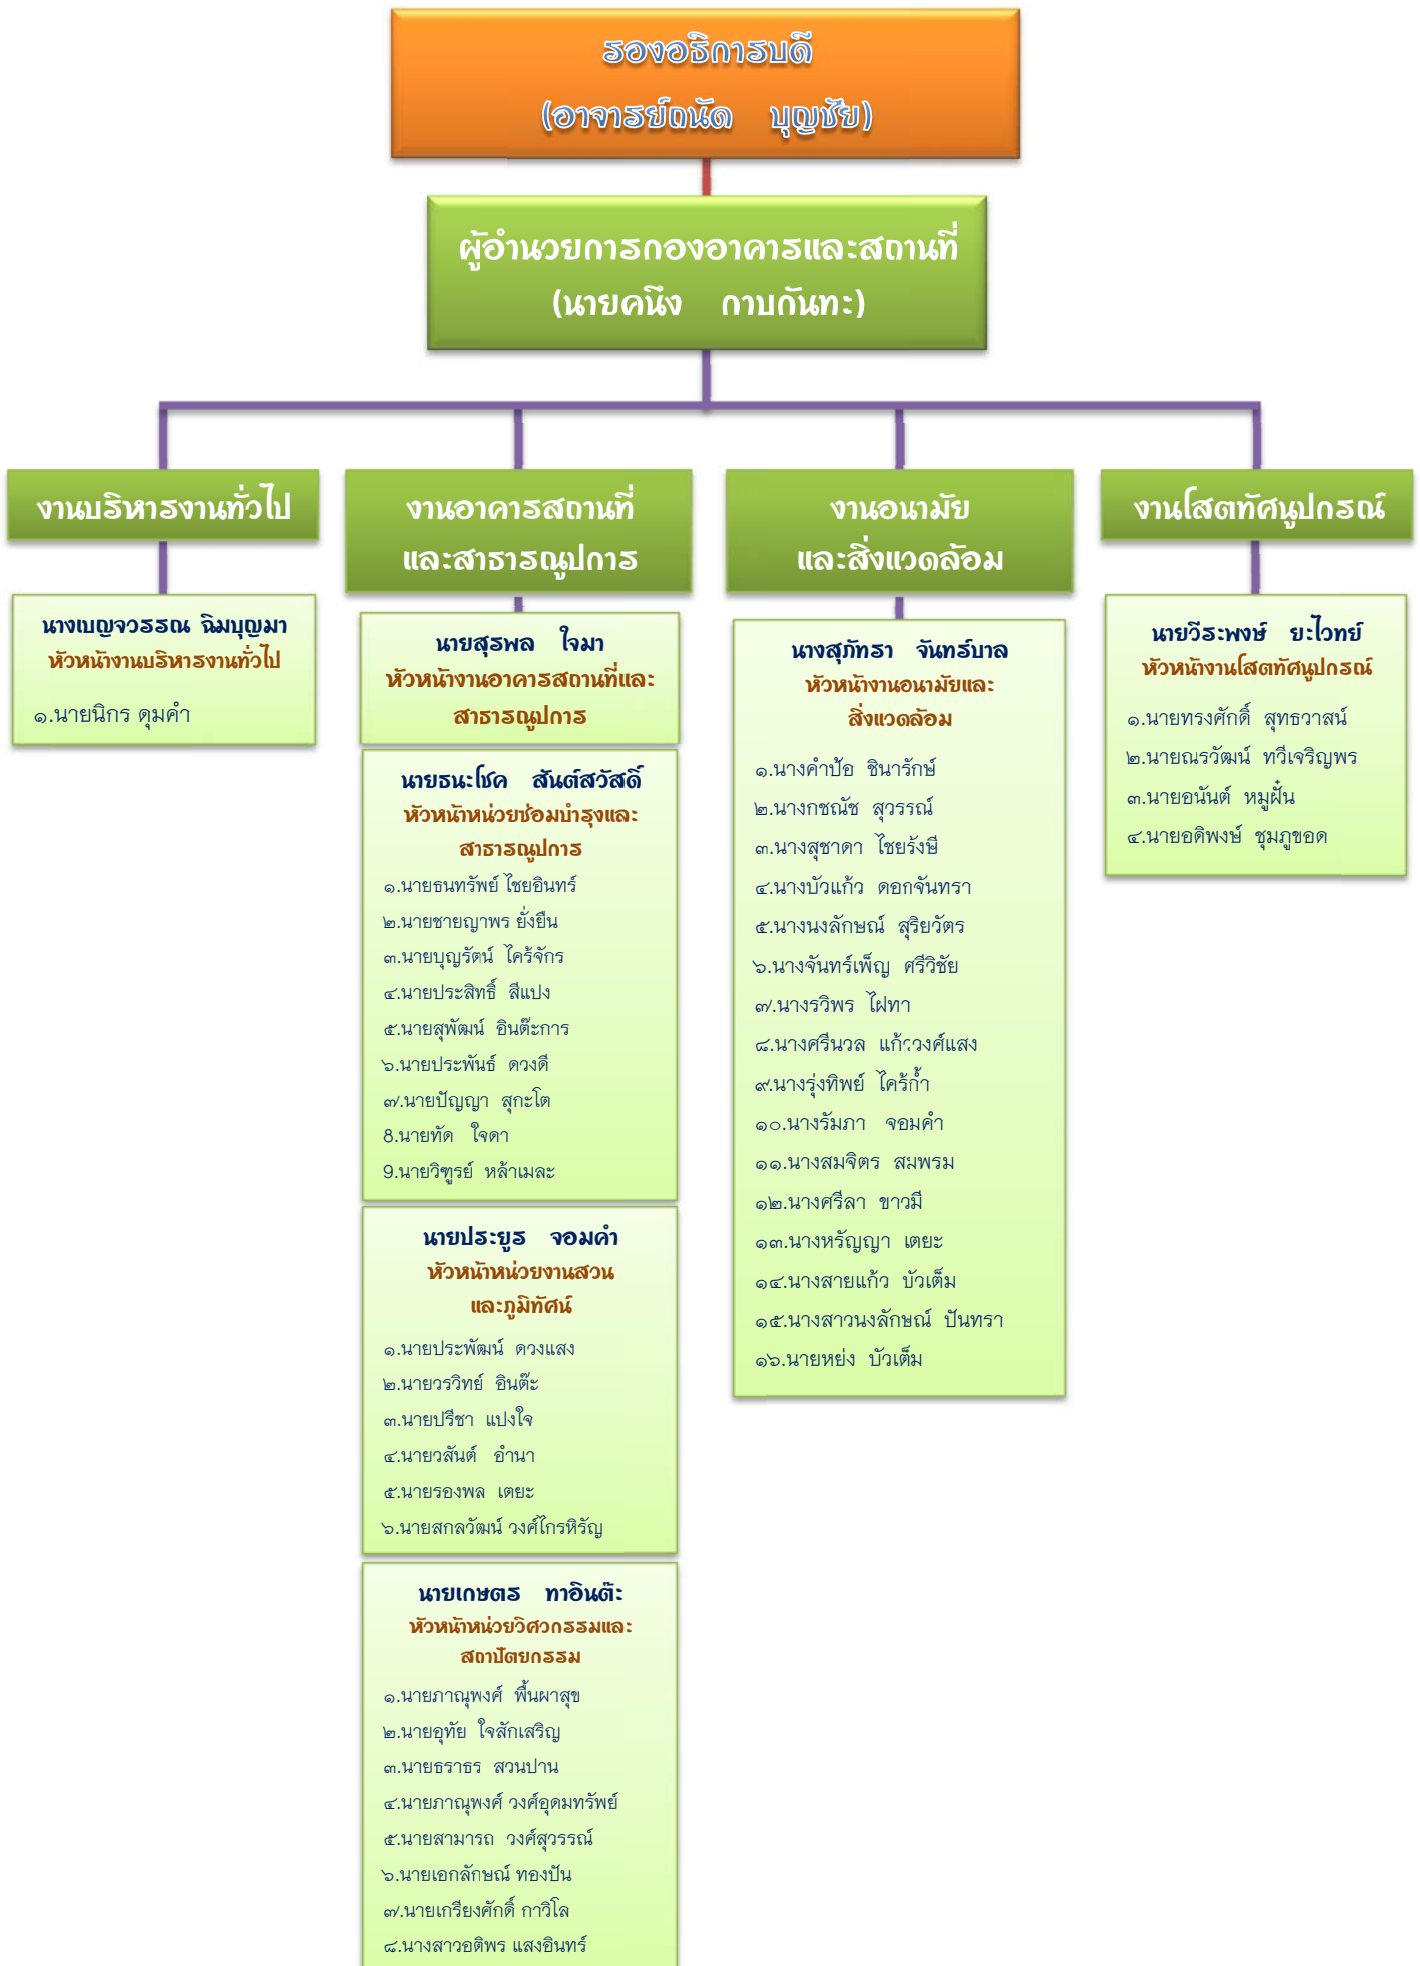 รองอธิการบดี
(อาจารย์ถนัด บุญชัย)
ผู้อำนวยการกองอาคารและสถานที่
(นายคนึง กาบกันทะ)
งานบริหารงานทั่วไป
นางเบญจวรรณ ฉิมบุญมา
หัวหน้างานบริหารงานทั่วไป
๑.นายนิกร ดุมคำ
งานอาคารสถานที่
และสาธารณูปการ
นายสุรพล ใจมา
หัวหน้างานอาคารสถานที่และ
สาธารณูปการ
นายธนะโชค สันต์สวัสดิ์
หัวหน้าหน่วยซ่อมบำรุงและ
สาธารณูปการ
๑.นายธนทรัพย์ ไชยอินทร์
๒.นายชายญาพร ยั่งยืน
๓.นายบุญรัตน์ ไคร้จักร
๔.นายประสิทธิ์ สีแปง
๕.นายสุพัฒน์ อินต๊ะการ
๖.นายประพันธ์ ดวงดี
๗.นายปัญญา สุกะโต
8.นายทัด ใจดา
9.นายวิฑูรย์ หล้าเมละ
นายประยูร จอมคำ
หัวหน้าหน่วยงานสวน
และภูมิทัศน์
๑.นายประพัฒน์ ดวงแสง
๒.นายวรวิทย์ อินต๊ะ
๓.นายปรีชา แปงใจ
๔.นายวสันต์ อำนา
๕.นายรองพล เตยะ
๖.นายสกลวัฒน์ วงศ์ไกรหิรัญ
นายเกษตร ทาอินต๊ะ
หัวหน้าหน่วยวิศวกรรมและ
สถาปัตยกรรม
๑.นายภาณุพงศ์ พื้นผาสุข
๒.นายอุทัย ใจสักเสริญ
๓.นายธราธร สวนปาน
๔.นายภาณุพงศ์ วงศ์อุดมทรัพย์
๕.นายสามารถ วงศ์สุวรรณ์
๖.นายเอกลักษณ์ ทองปัน
๗.นายเกรียงศักดิ์ กาวิโล
๘.นางสาวอติพร แสงอินทร์
งานอนามัย
และสิ่งแวดล้อม
นางสุภัทรา จันทร์บาล
หัวหน้างานอนามัยและ
สิ่งแวดล้อม
๑.นางคำป้อ ชินารักษ์
๒.นางกชณัช สุวรรณ์
๓.นางสุชาดา ไชยรังษี
๔.นางบัวแก้ว ดอกจันทรา
๕.นางนงลักษณ์ สุริยวัตร
๖.นางจันทร์เพ็ญ ศรีวิชัย
๗.นางรวิพร ไฝทา
๘.นางศรีนวล แก้ววงศ์แสง
๙.นางรุ่งทิพย์ ไคร้ก้ำ
๑๐.นางรัมภา จอมคำ
๑๑.นางสมจิตร สมพรม
๑๒.นางศรีลา ขาวมี
๑๓.นางหรัญญา เตยะ
๑๔.นางสายแก้ว บัวเต็ม
๑๕.นางสาวนงลักษณ์ ปันทรา
๑๖.นายหย่ง บัวเต็ม
งานโสตทัศนูปกรณ์
นายวีระพงษ์ ยะไวทย์
หัวหน้างานโสตทัศนูปกรณ์
๑.นายทรงศักดิ์ สุทธวาสน์
๒.นายณรวัฒน์ ทวีเจริญพร
๓.นายอนันต์ หมูฝั้น
๔.นายอดิพงษ์ ชุมภูขอด